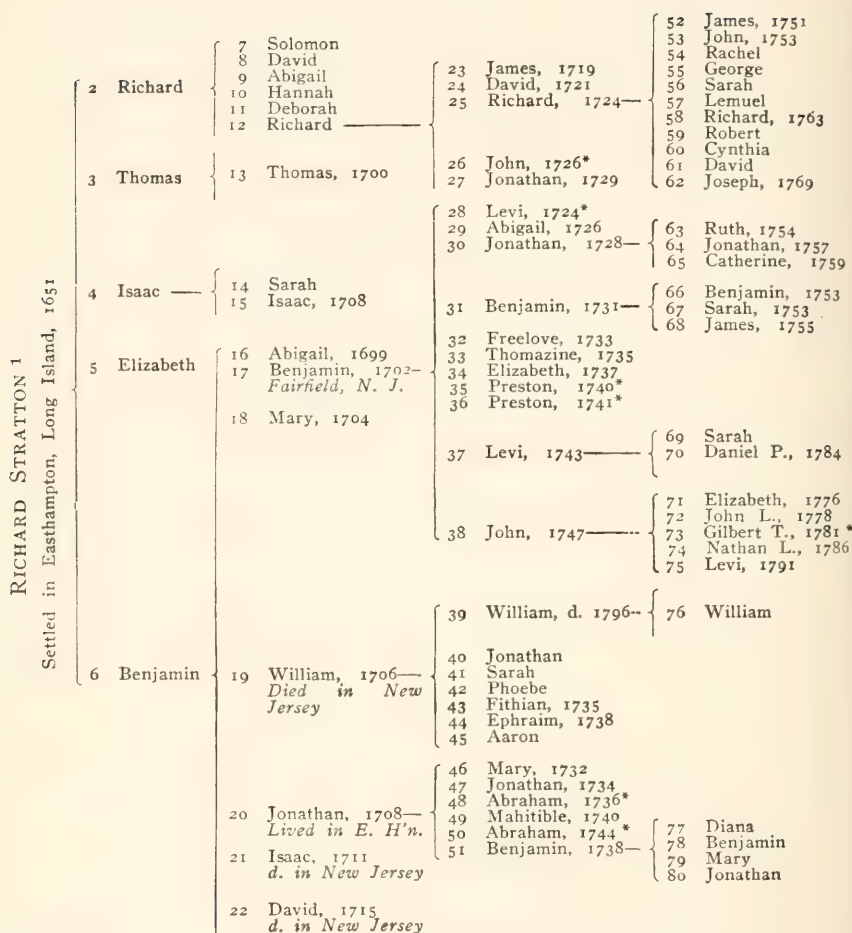 RICHARD STRATTON 1
Settled in Easthampton, Long Island, 1651
2 Richard
3 Thomas
4 Isaac
5 Elizabeth
6 Benjamin
7 Solomon
8 David
9 Abigail
10 Hannah
11 Deborah
12 Richard
13 Thomas, 1700
14 Sarah
15 Isaac, 1708
16 Abigail, 1699
17 Benjamin, 1702–
Fairfield, N. J.
18 Mary, 1704
19 William, 1706—
Died in New
Jersey
20 Jonathan, 1708—
Lived in E. H'n.
21 Isaac, 1711
d. in New Jersey
22 David, 1715
d. in New Jersey
23 James, 1719
24 David, 1721
25 Richard, 1724—
26 John, 1726*
27 Jonathan, 1729
28 Levi, 1724*
29 Abigail, 1726
30 Jonathan, 1728—
31 Benjamin, 1731—
32 Freelove, 1733
33 Thomazine, 1735
34 Elizabeth, 1737
35 Preston, 1740*
36 Preston, 1741*
37 Levi, 1743———
38 John, 1747———
39 William, d. 1796--
40 Jonathan
41 Sarah
42 Phoebe
43 Fithian, 1735
44 Ephraim, 1738
45 Aaron
46 Mary, 1732
47 Jonathan, 1734
48 Abraham, 1736*
49 Mahitible, 1740
50 Abraham, 1744*
51 Benjamin, 1738—
52 James, 1751
53 John, 1753
54 Rachel
55 George
56 Sarah
57 Lemuel
58 Richard, 1763
59 Robert
60 Cynthia
61 David
62 Joseph, 1769
63 Ruth, 1754
64 Jonathan, 1757
65 Catherine, 1759
66 Benjamin, 1753
67 Sarah, 1753
68 James, 1755
69 Sarah
70 Daniel P., 1784
71 Elizabeth, 1776
72 John L., 1778
73 Gilbert T., 1781*
74 Nathan L., 1786
75 Levi, 1791
76 William
77 Diana
78 Benjamin
79 Mary
80 Jonathan